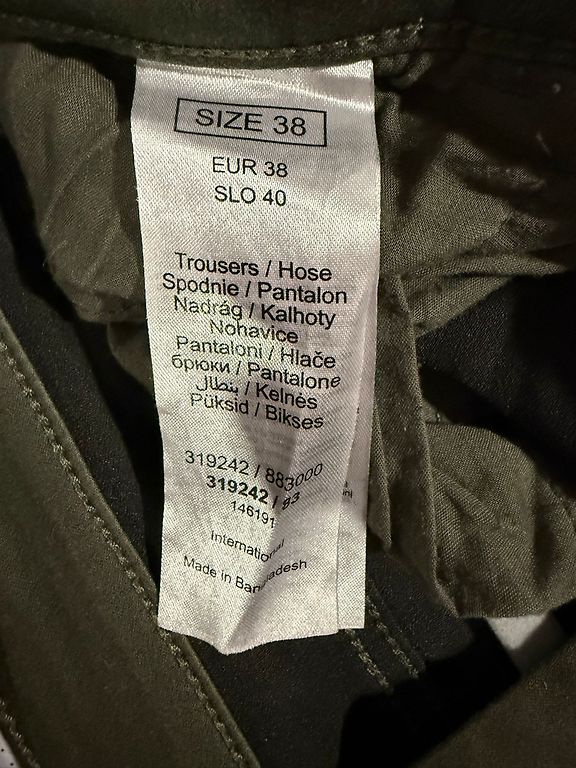 SIZE 38
EUR 38
SLO 40
Trousers / Hose
Spodnie / Pantalon
Nadrág / Kalhoty
Nohavice
Pantaloni / Hlače
брюки / Pantalone
بنطال / Kelnės
Püksid / Bikses
319242 / 883000
319242 / 93
146191
International
Made in Bangladesh